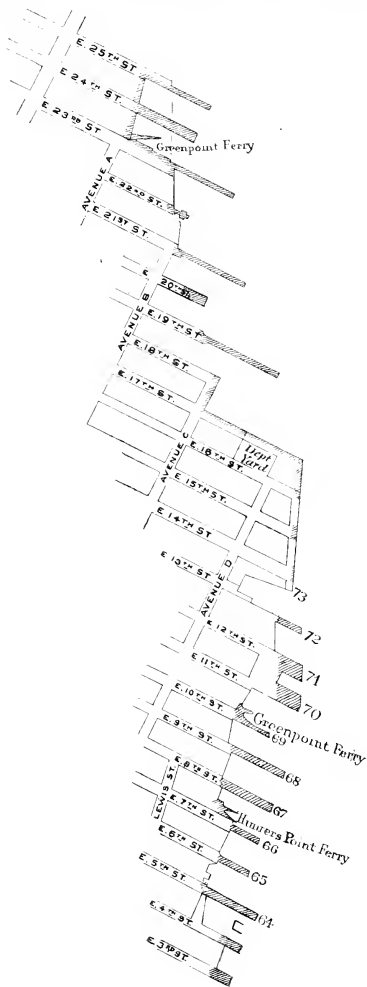 E. 25TH ST
E. 24TH ST
E. 23RD ST
Greenpoint Ferry
AVENUE A
E. 22ND ST.
E. 21ST ST.
E. 20TH ST.
AVENUE B
E. 19TH ST
E. 18TH ST.
E. 17TH ST.
E. 16TH ST.
Dept
Yard
AVENUE C
E. 15TH ST.
E. 14TH ST
E. 13TH ST
AVENUE D
73
72
E. 12TH ST.
71
E. 11TH ST.
70
E. 10TH ST.
Greenpoint Ferry
69
E. 9TH ST.
68
E. 8TH ST.
67
LEWIS ST.
E. 7TH ST.
Hunters Point Ferry
66
E. 6TH ST.
65
E. 5TH ST.
64
E. 4TH ST.
E. 3RD ST.